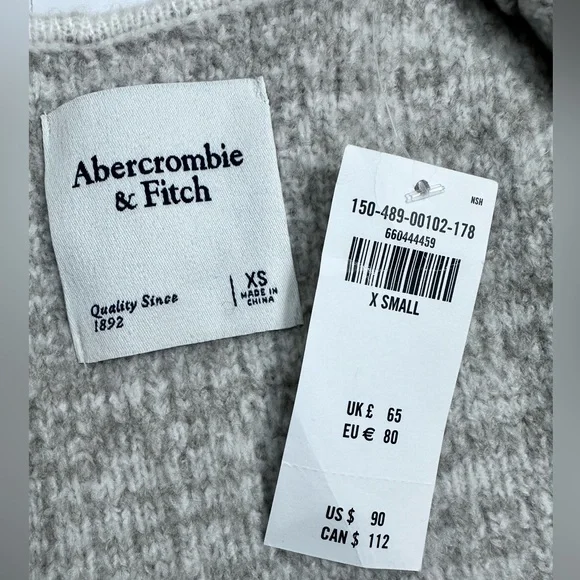 Abercrombie
& Fitch
Quality Since
1892
XS
MADE IN
CHINA
NSH
150-489-00102-178
660444459
X SMALL
UK £ 65
EU € 80
US $ 90
CAN $ 112